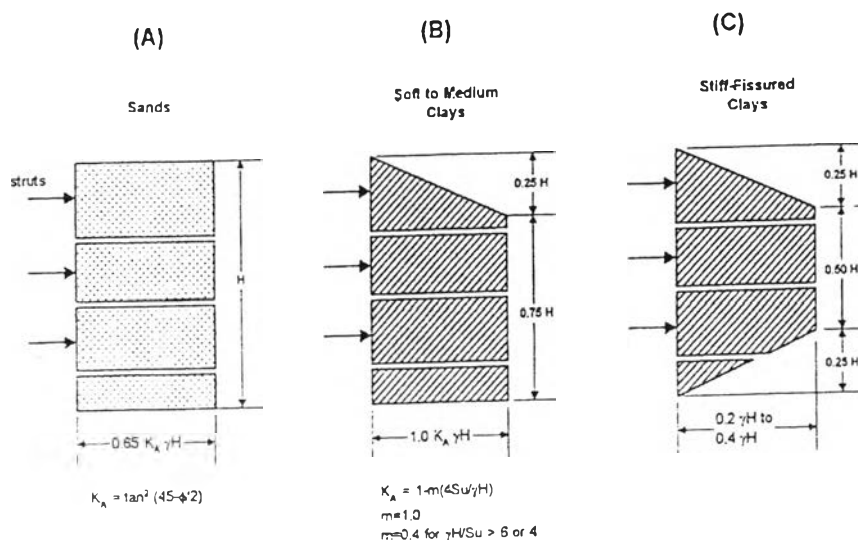 (A)
(B)
(C)
Sands
Soft to Medium
Clays
Stiff-Fissured
Clays
struts
H
0.25 H
0.75 H
0.25 H
0.50 H
0.25 H
0.65 K_A γH
1.0 K_A γH
0.2 γH to
0.4 γH
K_A = tan² (45-ϕ'2)
K_A = 1-m(4Su/γH)
m=1.0
m=0.4 for γH/Su > 6 or 4